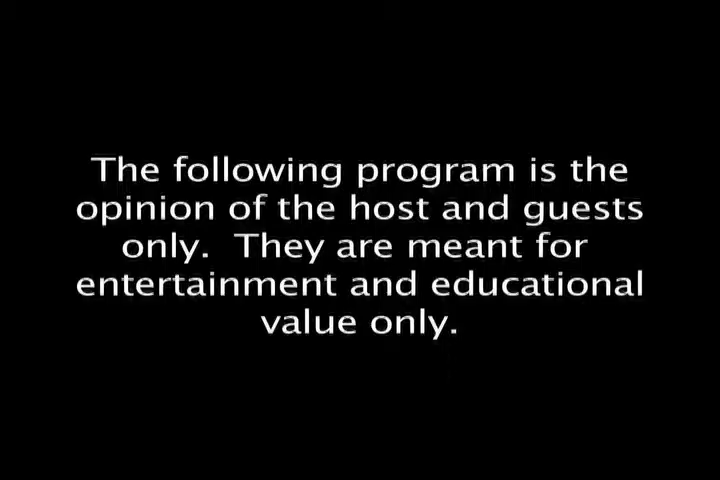 The following program is the
opinion of the host and guests
only.  They are meant for
entertainment and educational
value only.